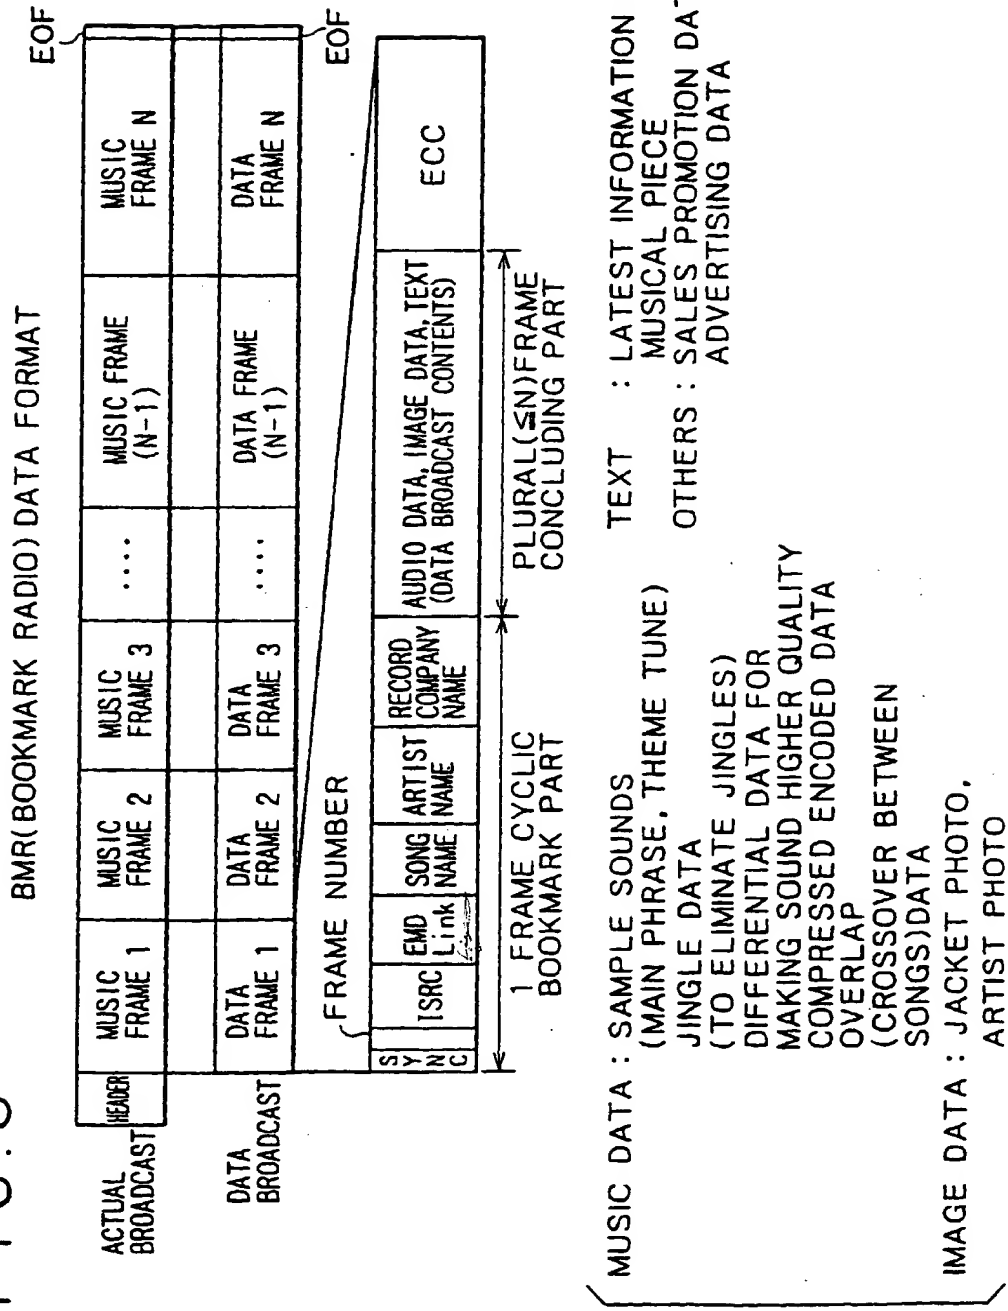 BMR(BOOKMARK RADIO)DATA FORMAT
EOF
ACTUAL
BROADCAST
HEADER
MUSIC
FRAME 1
MUSIC
FRAME 2
MUSIC
FRAME 3
....
MUSIC FRAME
(N-1)
MUSIC
FRAME N
DATA
BROADCAST
DATA
FRAME 1
DATA
FRAME 2
DATA
FRAME 3
....
DATA FRAME
(N-1)
DATA
FRAME N
EOF
FRAME NUMBER
SYNC
ISRC
EMD
Link
SONG
NAME
ARTIST
NAME
RECORD
COMPANY
NAME
AUDIO DATA, IMAGE DATA, TEXT
(DATA BROADCAST CONTENTS)
ECC
1 FRAME CYCLIC
BOOKMARK PART
PLURAL(≦N)FRAME
CONCLUDING PART
MUSIC DATA : SAMPLE SOUNDS
(MAIN PHRASE, THEME TUNE)
JINGLE DATA
(TO ELIMINATE JINGLES)
DIFFERENTIAL DATA FOR
MAKING SOUND HIGHER QUALITY
COMPRESSED ENCODED DATA
OVERLAP
(CROSSOVER BETWEEN
SONGS)DATA
IMAGE DATA : JACKET PHOTO,
ARTIST PHOTO
TEXT : LATEST INFORMATION
MUSICAL PIECE
OTHERS : SALES PROMOTION
ADVERTISING DATA